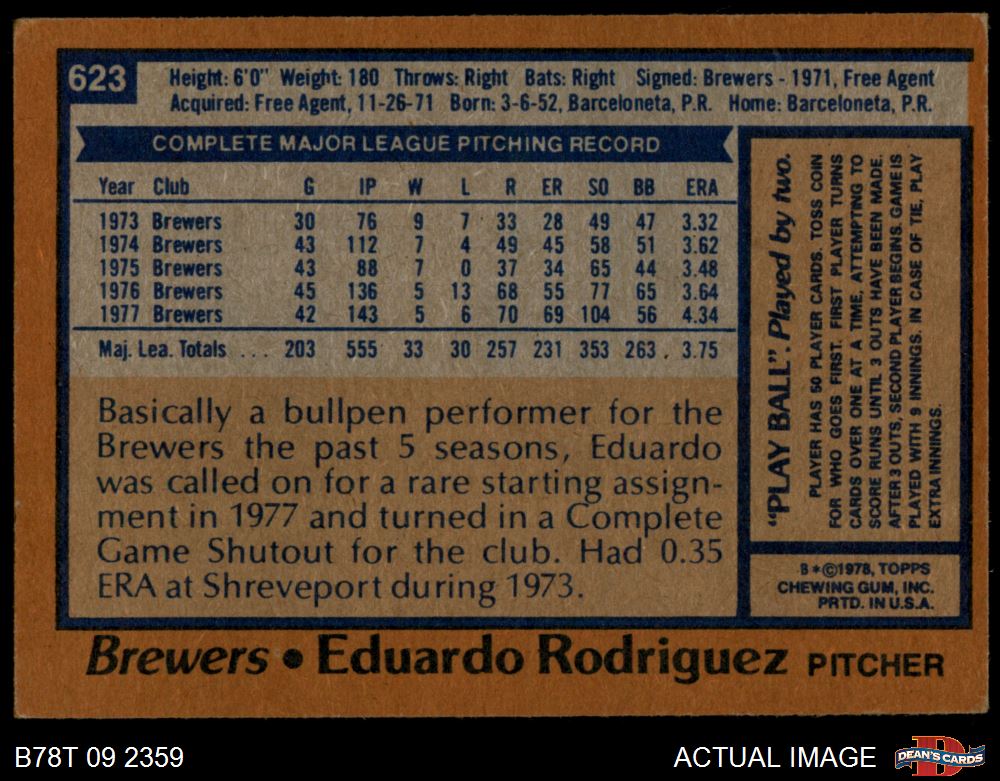 623
Height: 6'0" Weight: 180 Throws: Right Bats: Right Signed: Brewers - 1971, Free Agent
Acquired: Free Agent, 11-26-71 Born: 3-6-52, Barceloneta, P.R. Home: Barceloneta, P.R.
COMPLETE MAJOR LEAGUE PITCHING RECORD
Year Club G IP W L R ER SO BB ERA
1973 Brewers 30 76 9 7 33 28 49 47 3.32
1974 Brewers 43 112 7 4 49 45 58 51 3.62
1975 Brewers 43 88 7 0 37 34 65 44 3.48
1976 Brewers 45 136 5 13 68 55 77 65 3.64
1977 Brewers 42 143 5 6 70 69 104 56 4.34
Maj. Lea. Totals ... 203 555 33 30 257 231 353 263 . 3.75
Basically a bullpen performer for the
Brewers the past 5 seasons, Eduardo
was called on for a rare starting assign-
ment in 1977 and turned in a Complete
Game Shutout for the club. Had 0.35
ERA at Shreveport during 1973.
"PLAY BALL". Played by two.
PLAYER HAS 50 PLAYER CARDS. TOSS COIN
FOR WHO GOES FIRST. FIRST PLAYER TURNS
CARDS OVER ONE AT A TIME, ATTEMPTING TO
SCORE RUNS UNTIL 3 OUTS HAVE BEEN MADE.
AFTER 3 OUTS, SECOND PLAYER BEGINS. GAME IS
PLAYED WITH 9 INNINGS. IN CASE OF TIE, PLAY
EXTRA INNINGS.
B*©1978, TOPPS
CHEWING GUM, INC.
PRTD. IN U.S.A.
Brewers • Eduardo Rodriguez PITCHER
B78T 09 2359
ACTUAL IMAGE
DEAN'S CARDS